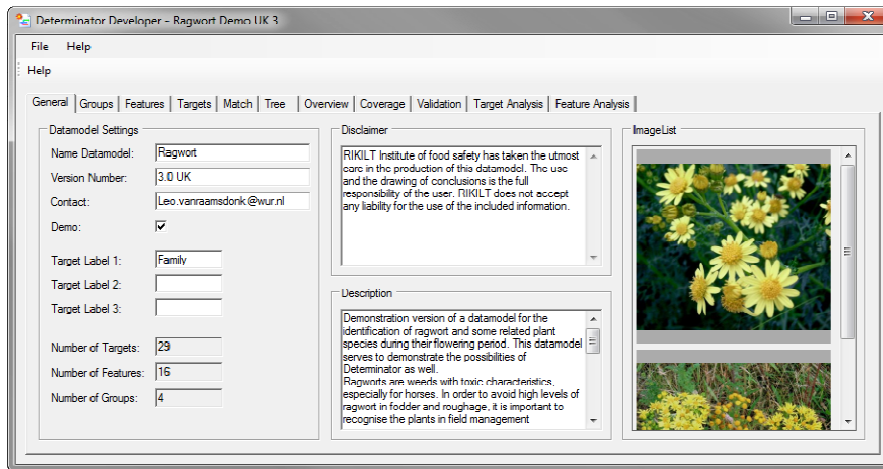 Determinator Developer - Ragwort Demo UK 3
File Help
Help
General Groups Features Targets Match Tree Overview Coverage Validation Target Analysis Feature Analysis
Datamodel Settings
Name Datamodel: Ragwort
Version Number: 3.0 UK
Contact: Leo.vanraamsdonk@wur.nl
Demo:
Target Label 1: Family
Target Label 2:
Target Label 3:
Number of Targets: 29
Number of Features: 16
Number of Groups: 4
Disclaimer
RIKILT Institute of food safety has taken the utmost
care in the production of this datamodel. The use
and the drawing of conclusions is the full
responsibility of the user. RIKILT does not accept
any liability for the use of the included information.
Description
Demonstration version of a datamodel for the
identification of ragwort and some related plant
species during their flowering period. This datamodel
serves to demonstrate the possibilities of
Determinator as well.
Ragworts are weeds with toxic characteristics,
especially for horses. In order to avoid high levels of
ragwort in fodder and roughage, it is important to
recognise the plants in field management
ImageList